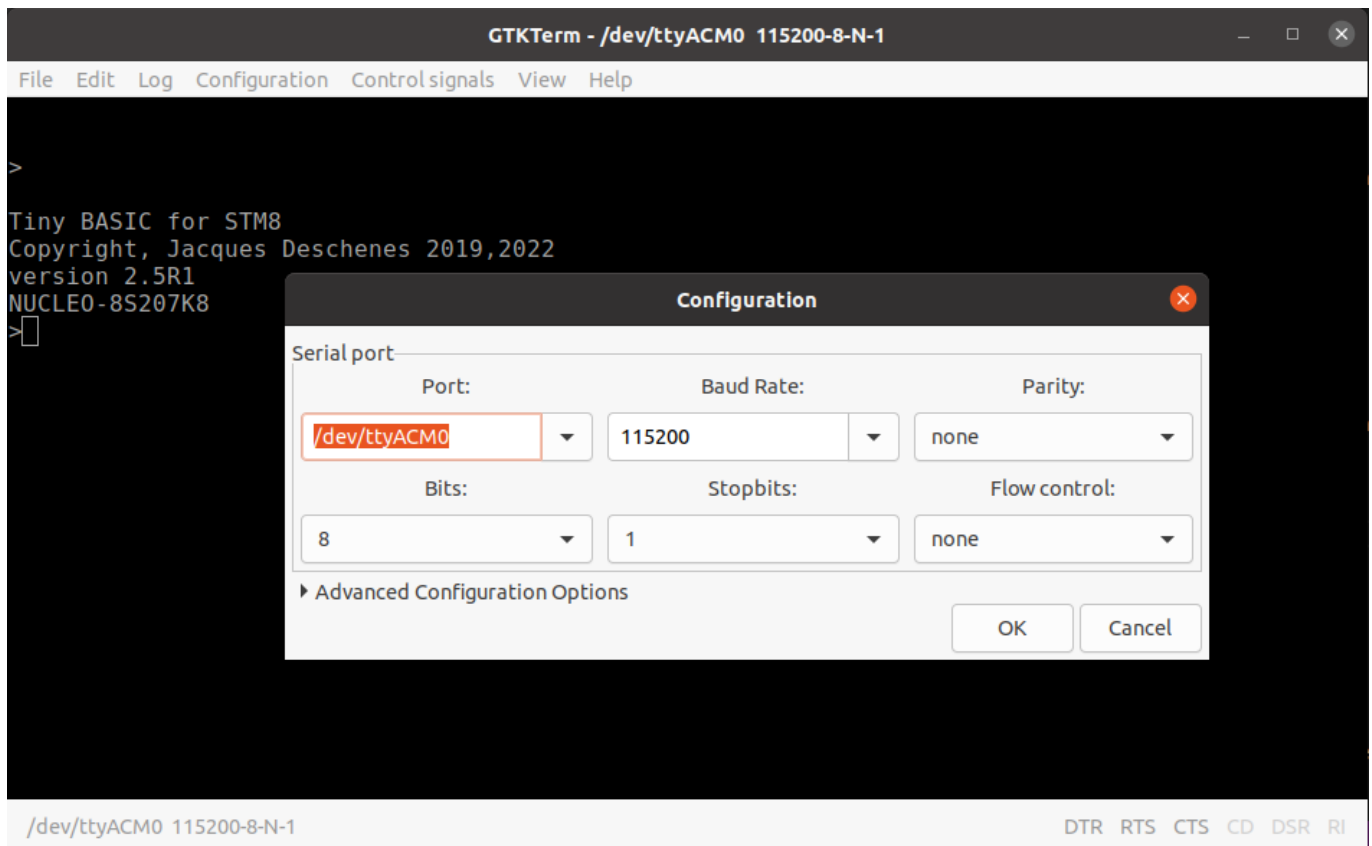 GTKTerm - /dev/ttyACM0 115200-8-N-1
File Edit Log Configuration Control signals View Help
>
Tiny BASIC for STM8
Copyright, Jacques Deschenes 2019,2022
version 2.5R1
NUCLEO-8S207K8
>
Configuration
Serial port
Port: Baud Rate: Parity:
/dev/ttyACM0 115200 none
Bits: Stopbits: Flow control:
8 1 none
Advanced Configuration Options
OK Cancel
/dev/ttyACM0 115200-8-N-1 DTR RTS CTS CD DSR RI